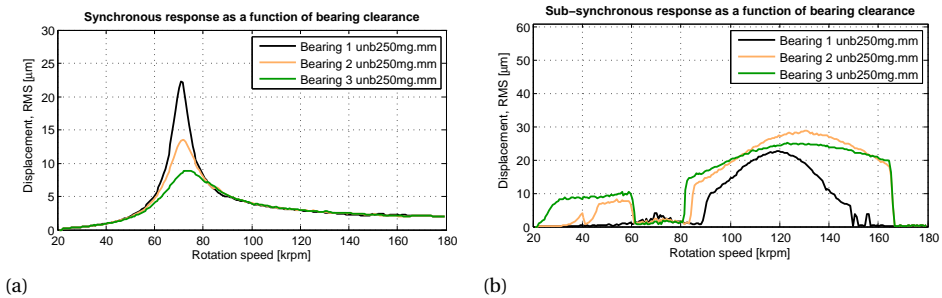 Synchronous response as a function of bearing clearance
30
25
20
15
10
5
0
Displacement, RMS [µm]
Bearing 1 unb250mg.mm
Bearing 2 unb250mg.mm
Bearing 3 unb250mg.mm
20 40 60 80 100 120 140 160 180
Rotation speed [krpm]
(a)
Sub−synchronous response as a function of bearing clearance
60
50
40
30
20
10
0
Displacement, RMS [µm]
Bearing 1 unb250mg.mm
Bearing 2 unb250mg.mm
Bearing 3 unb250mg.mm
20 40 60 80 100 120 140 160 180
Rotation speed [krpm]
(b)